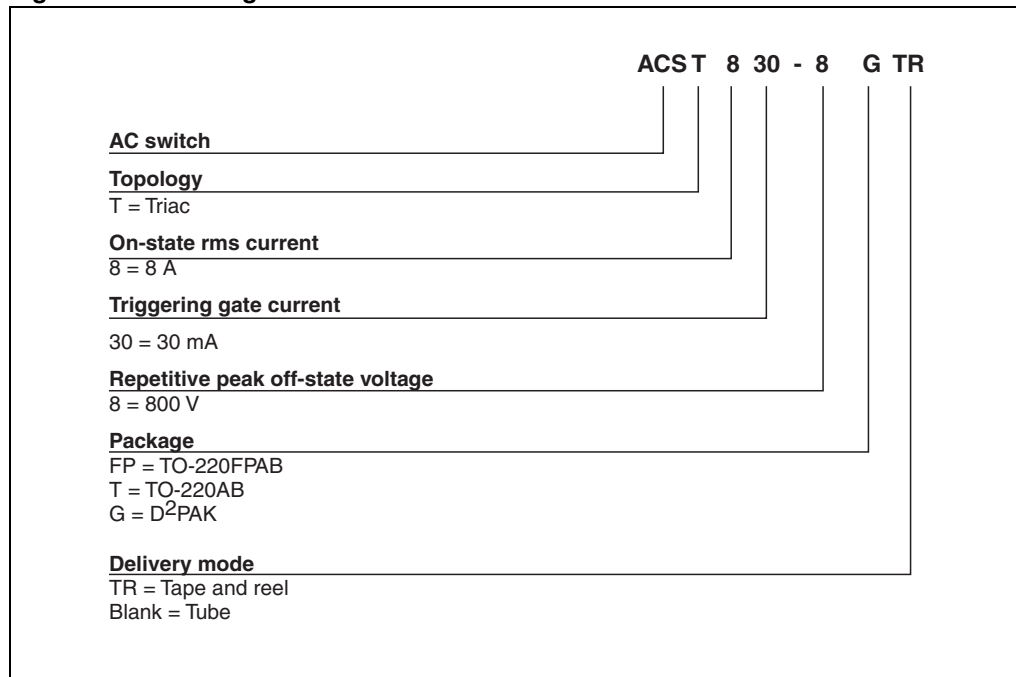 ACS T 8 30 - 8 G TR
AC switch
Topology
T = Triac
On-state rms current
8 = 8 A
Triggering gate current
30 = 30 mA
Repetitive peak off-state voltage
8 = 800 V
Package
FP = TO-220FPAB
T = TO-220AB
G = D²PAK
Delivery mode
TR = Tape and reel
Blank = Tube